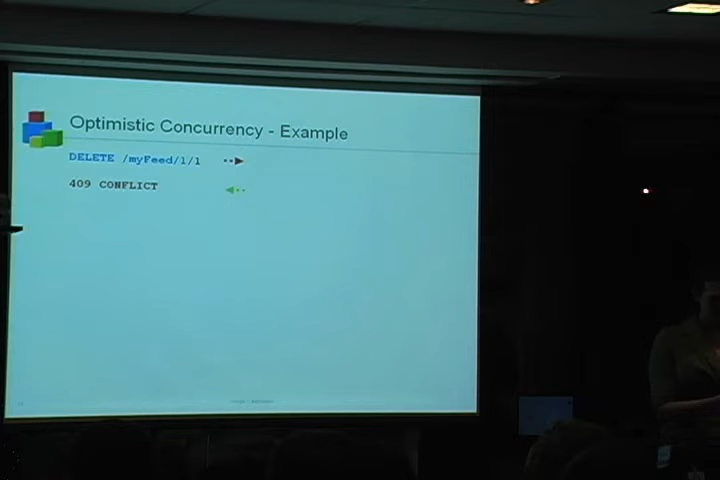 Optimistic Concurrency - Example
DELETE /myFeed/1/1
409 CONFLICT